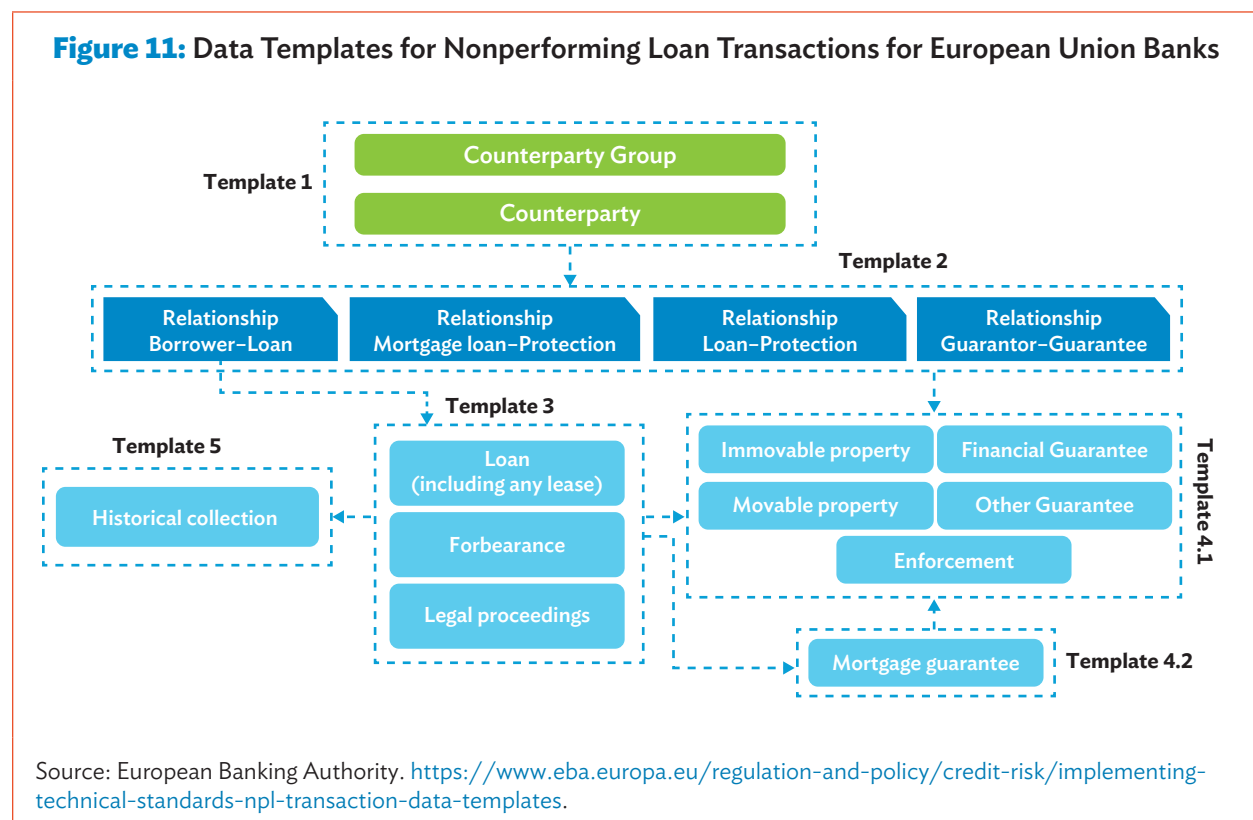 Figure 11: Data Templates for Nonperforming Loan Transactions for European Union Banks
Template 1
Counterparty Group
Counterparty
Template 2
Relationship
Borrower–Loan
Relationship
Mortgage loan–Protection
Relationship
Loan–Protection
Relationship
Guarantor–Guarantee
Template 3
Loan
(including any lease)
Forbearance
Legal proceedings
Template 5
Historical collection
Immovable property
Financial Guarantee
Movable property
Other Guarantee
Enforcement
Template 4.1
Mortgage guarantee
Template 4.2
Source: European Banking Authority. https://www.eba.europa.eu/regulation-and-policy/credit-risk/implementing-
technical-standards-npl-transaction-data-templates.